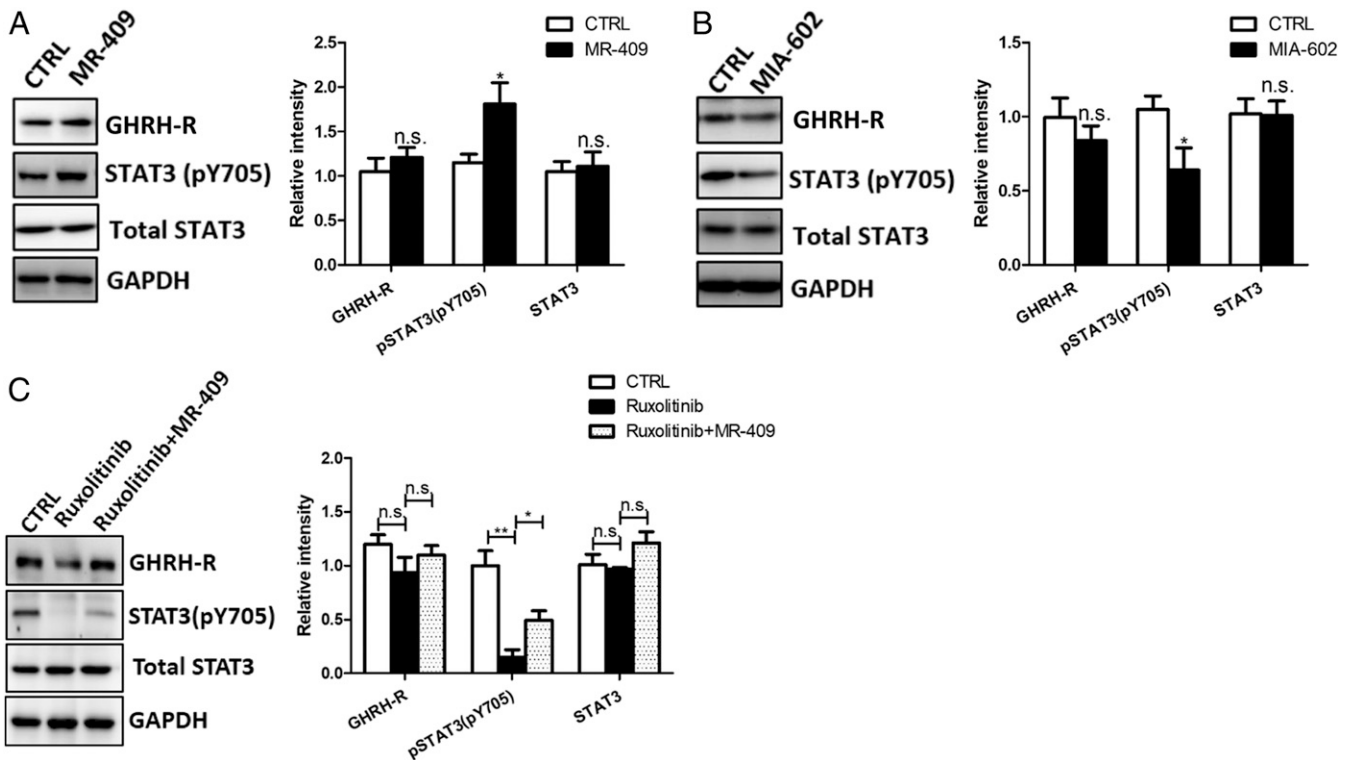 A
CTRL
MR-409
GHRH-R
STAT3 (pY705)
Total STAT3
GAPDH
CTRL
MR-409
Relative intensity
2.5
2.0
1.5
1.0
0.5
0.0
n.s.
*
n.s.
GHRH-R
pSTAT3(pY705)
STAT3
B
CTRL
MIA-602
GHRH-R
STAT3 (pY705)
Total STAT3
GAPDH
CTRL
MIA-602
Relative intensity
1.5
1.0
0.5
0.0
n.s.
*
n.s.
GHRH-R
pSTAT3(pY705)
STAT3
C
CTRL
Ruxolitinib
Ruxolitinib+MR-409
GHRH-R
STAT3(pY705)
Total STAT3
GAPDH
CTRL
Ruxolitinib
Ruxolitinib+MR-409
Relative intensity
2.0
1.5
1.0
0.5
0.0
n.s.
n.s.
**
*
n.s.
n.s.
GHRH-R
pSTAT3(pY705)
STAT3